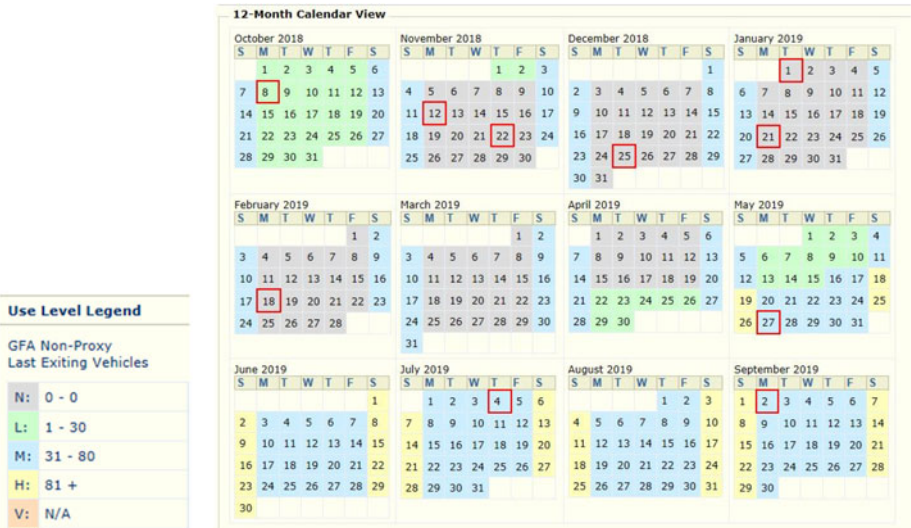 12-Month Calendar View
October 2018 November 2018 December 2018 January 2019
S M T W T F S S M T W T F S S M T W T F S S M T W T F S
1 2 3 4 5 6 1 2 3 1 1 2 3 4 5
7 8 9 10 11 12 13 4 5 6 7 8 9 10 2 3 4 5 6 7 8 6 7 8 9 10 11 12
14 15 16 17 18 19 20 11 12 13 14 15 16 17 9 10 11 12 13 14 15 13 14 15 16 17 18 19
21 22 23 24 25 26 27 18 19 20 21 22 23 24 16 17 18 19 20 21 22 20 21 22 23 24 25 26
28 29 30 31 25 26 27 28 29 30 23 24 25 26 27 28 29 27 28 29 30 31
30 31
February 2019 March 2019 April 2019 May 2019
S M T W T F S S M T W T F S S M T W T F S S M T W T F S
1 2 1 2 1 2 3 4 5 6 1 2 3 4
3 4 5 6 7 8 9 3 4 5 6 7 8 9 7 8 9 10 11 12 13 5 6 7 8 9 10 11
10 11 12 13 14 15 16 10 11 12 13 14 15 16 14 15 16 17 18 19 20 12 13 14 15 16 17 18
17 18 19 20 21 22 23 17 18 19 20 21 22 23 21 22 23 24 25 26 27 19 20 21 22 23 24 25
24 25 26 27 28 24 25 26 27 28 29 30 28 29 30 26 27 28 29 30 31
31
June 2019 July 2019 August 2019 September 2019
S M T W T F S S M T W T F S S M T W T F S S M T W T F S
1 1 2 3 4 5 6 1 2 3 1 2 3 4 5 6 7
2 3 4 5 6 7 8 7 8 9 10 11 12 13 4 5 6 7 8 9 10 8 9 10 11 12 13 14
9 10 11 12 13 14 15 14 15 16 17 18 19 20 11 12 13 14 15 16 17 15 16 17 18 19 20 21
16 17 18 19 20 21 22 21 22 23 24 25 26 27 18 19 20 21 22 23 24 22 23 24 25 26 27 28
23 24 25 26 27 28 29 28 29 30 31 25 26 27 28 29 30 31 29 30
30
Use Level Legend
GFA Non-Proxy
Last Exiting Vehicles
N: 0 - 0
L: 1 - 30
M: 31 - 80
H: 81 +
V: N/A